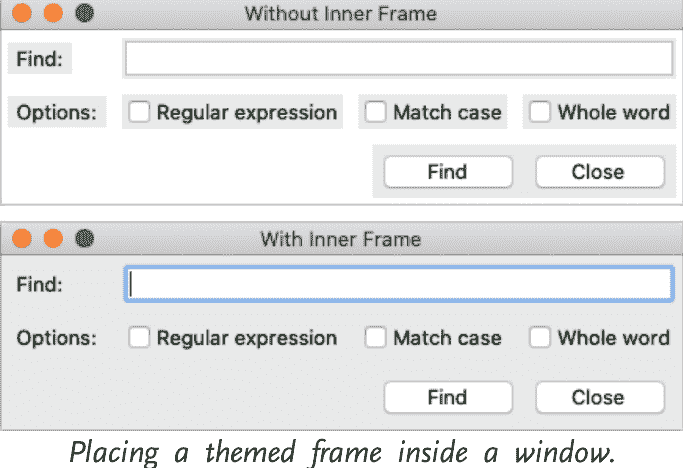 Without Inner Frame
Find:
Options: Regular expression Match case Whole word
Find Close
With Inner Frame
Find:
Options: Regular expression Match case Whole word
Find Close
Placing a themed frame inside a window.